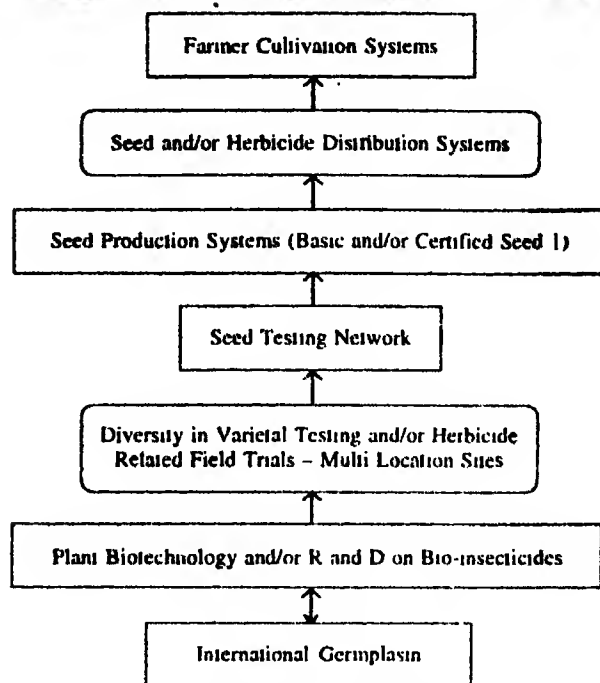 Farmer Cultivation Systems
Seed and/or Herbicide Distribution Systems
Seed Production Systems (Basic and/or Certified Seed 1)
Seed Testing Network
Diversity in Varietal Testing and/or Herbicide
Related Field Trials – Multi Location Sites
Plant Biotechnology and/or R and D on Bio-insecticides
International Germplasm